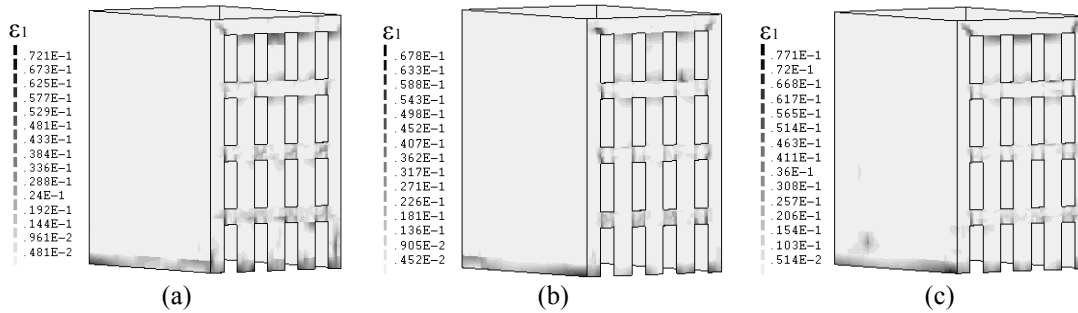 ε1
.721E-1
.673E-1
.625E-1
.577E-1
.529E-1
.481E-1
.433E-1
.384E-1
.336E-1
.288E-1
.24E-1
.192E-1
.144E-1
.961E-2
.481E-2
(a)
ε1
.678E-1
.633E-1
.588E-1
.543E-1
.498E-1
.452E-1
.407E-1
.362E-1
.317E-1
.271E-1
.226E-1
.181E-1
.136E-1
.905E-2
.452E-2
(b)
ε1
.771E-1
.72E-1
.668E-1
.617E-1
.565E-1
.514E-1
.463E-1
.411E-1
.36E-1
.308E-1
.257E-1
.206E-1
.154E-1
.103E-1
.514E-2
(c)